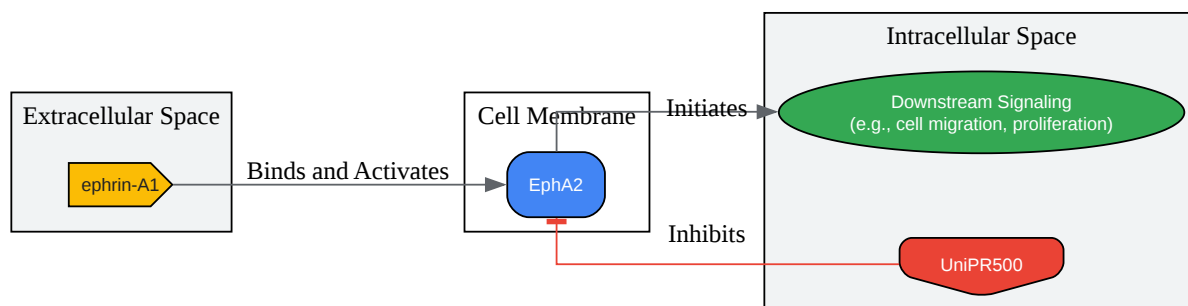 Extracellular Space
ephrin-A1
Binds and Activates
Cell Membrane
EphA2
Initiates
Inhibits
Intracellular Space
Downstream Signaling
(e.g., cell migration, proliferation)
UniPR500